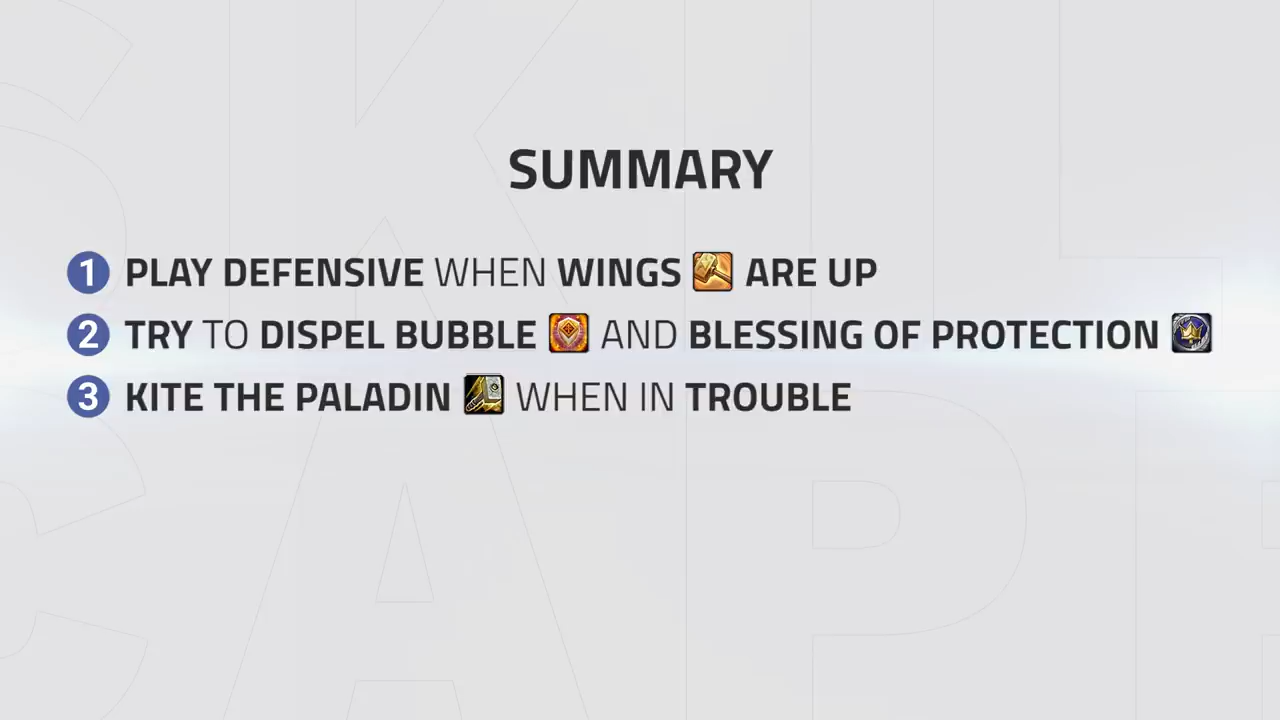 SUMMARY
1 PLAY DEFENSIVE WHEN WINGS ARE UP
2 TRY TO DISPEL BUBBLE AND BLESSING OF PROTECTION
3 KITE THE PALADIN WHEN IN TROUBLE